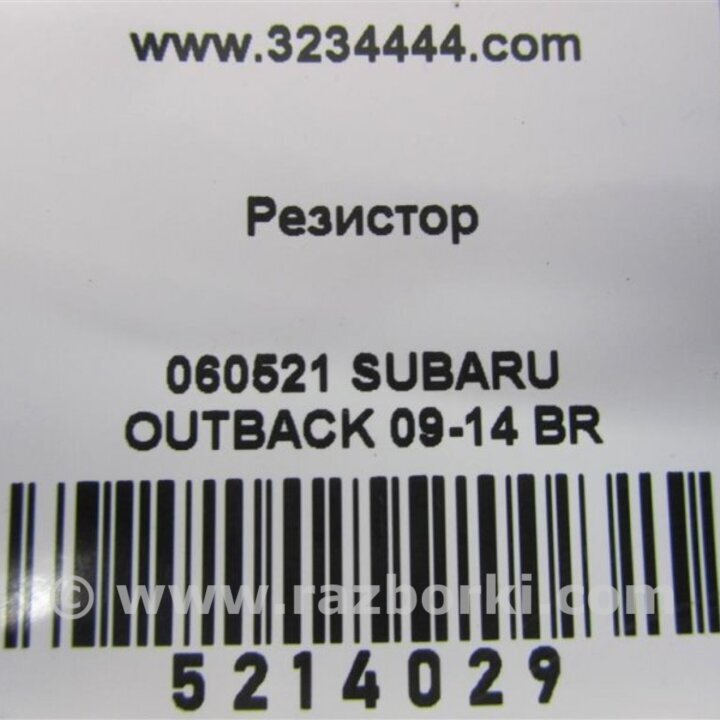 www.3234444.com
Резистор
060521 SUBARU
OUTBACK 09-14 BR
© www.razborki.com
5214029